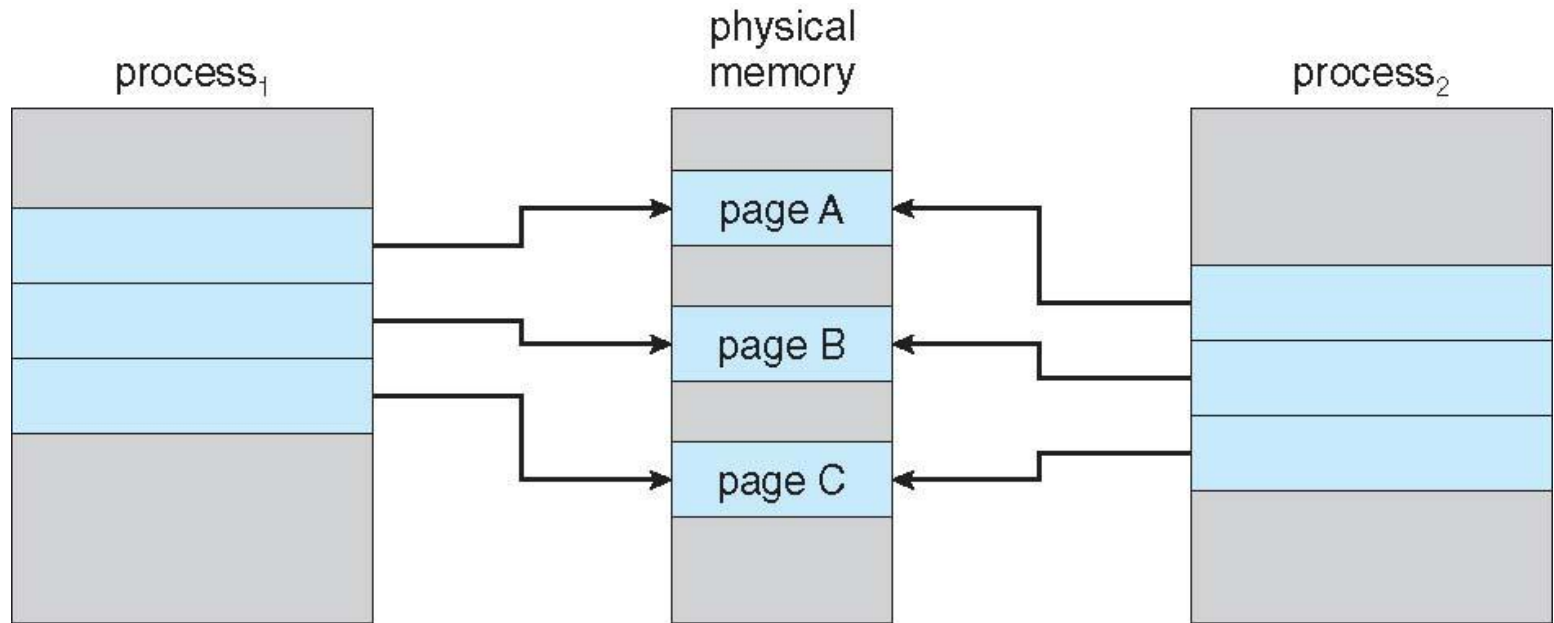 process₁
physical
memory
process₂
page A
page B
page C